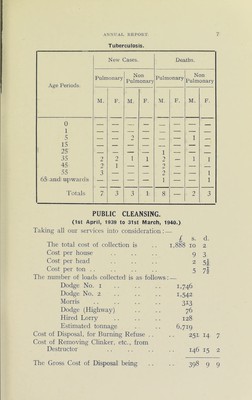 ANNUAL REPORT 7
Tuberculosis.
Age Periods. New Cases. Deaths.
Pulmonary Non Pulmonary Pulmonary Non Pulmonary
M. F. M. F. M. F. M. F.
0 — — — — — — — —
1 — — — — — — — —
5 — — 2 — — — 1 —
15 — — — — — — — —
25 — — — — 1 — — —
35 2 2 1 1 2 — 1 1
45 2 1 — — 2 — — —
55 3 — — — 2 — — 1
65 and upwards — — — — 1 — — 1
Totals 7 3 3 1 8 — 2 3
PUBLIC CLEANSING.
(1st April, 1939 to 31st March, 1940.)
Taking all our services into consideration:—
£ s. d.
The total cost of collection is .. 1,888 10 2
Cost per house .. .. .. 9 3
Cost per head .. .. .. 2 5½
Cost per ton .. .. .. .. 5 7½
The number of loads collected is as follows:—
Dodge No. 1 .. .. .. 1,746
Dodge No. 2 .. .. .. 1,542
Morris .. .. .. .. 313
Dodge (Highway) .. .. 76
Hired Lorry .. .. .. 128
Estimated tonnage .. .. 6,719
Cost of Disposal, for Burning Refuse .. .. 251 14 7
Cost of Removing Clinker, etc., from
Destructor .. .. .. .. 146 15 2
The Gross Cost of Disposal being .. .. 398 9 9